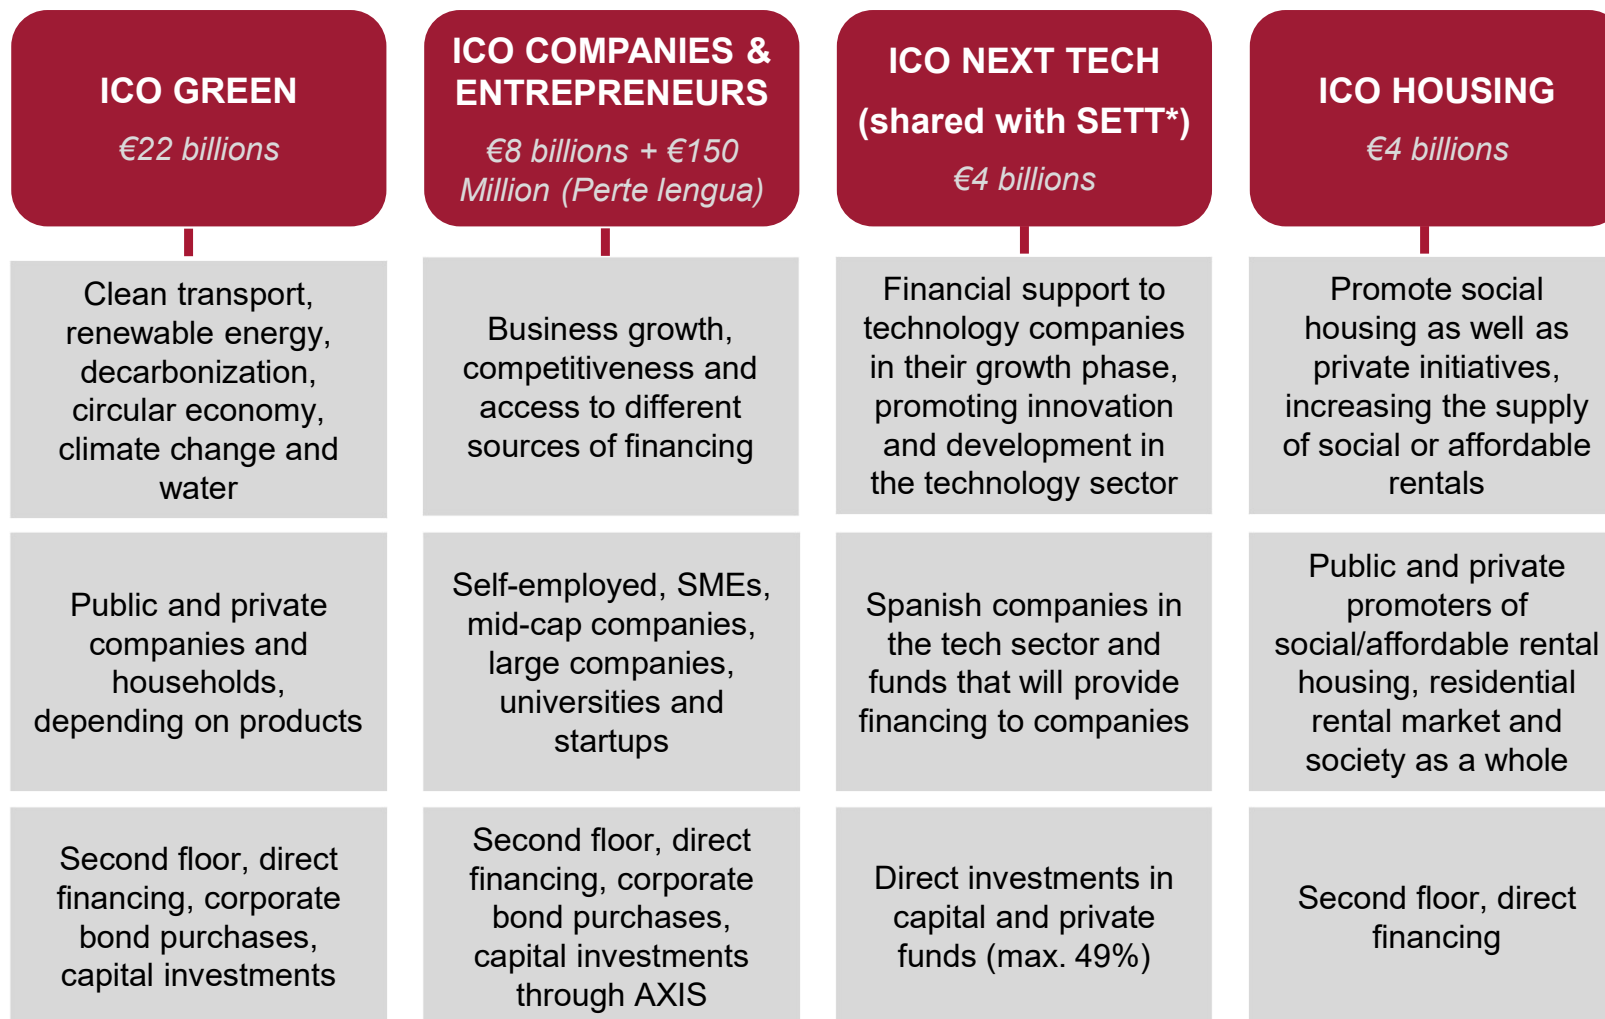 ICO GREEN
€22 billions
Clean transport,
renewable energy,
decarbonization,
circular economy,
climate change and
water
Public and private
companies and
households,
depending on products
Second floor, direct
financing, corporate
bond purchases,
capital investments
ICO COMPANIES &
ENTREPRENEURS
€8 billions + €150
Million (Perte lengua)
Business growth,
competitiveness and
access to different
sources of financing
Self-employed, SMEs,
mid-cap companies,
large companies,
universities and
startups
Second floor, direct
financing, corporate
bond purchases,
capital investments
through AXIS
ICO NEXT TECH
(shared with SETT*)
€4 billions
Financial support to
technology companies
in their growth phase,
promoting innovation
and development in
the technology sector
Spanish companies in
the tech sector and
funds that will provide
financing to companies
Direct investments in
capital and private
funds (max. 49%)
ICO HOUSING
€4 billions
Promote social
housing as well as
private initiatives,
increasing the supply
of social or affordable
rentals
Public and private
promoters of
social/affordable rental
housing, residential
rental market and
society as a whole
Second floor, direct
financing